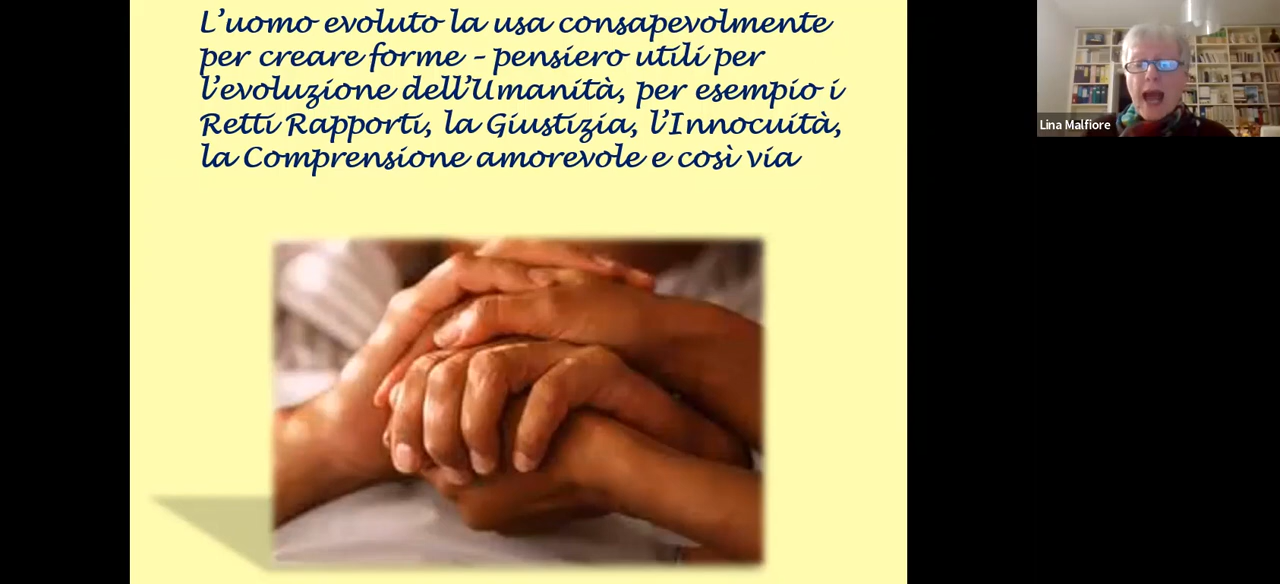 L'uomo evoluto la usa consapevolmente
per creare forme – pensiero utili per
l'evoluzione dell'Umanità, per esempio i
Retti Rapporti, la Giustizia, l'Innocuità,
la Comprensione amorevole e così via
Lina Malfiore